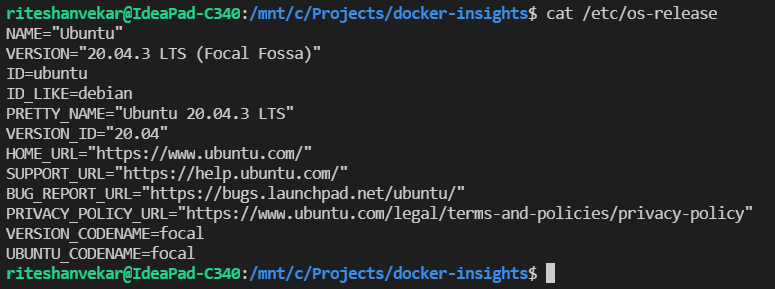 riteshanvekar@IdeaPad-C340:/mnt/c/Projects/docker-insights$ cat /etc/os-release
NAME="Ubuntu"
VERSION="20.04.3 LTS (Focal Fossa)"
ID=ubuntu
ID_LIKE=debian
PRETTY_NAME="Ubuntu 20.04.3 LTS"
VERSION_ID="20.04"
HOME_URL="https://www.ubuntu.com/"
SUPPORT_URL="https://help.ubuntu.com/"
BUG_REPORT_URL="https://bugs.launchpad.net/ubuntu/"
PRIVACY_POLICY_URL="https://www.ubuntu.com/legal/terms-and-policies/privacy-policy"
VERSION_CODENAME=focal
UBUNTU_CODENAME=focal
riteshanvekar@IdeaPad-C340:/mnt/c/Projects/docker-insights$